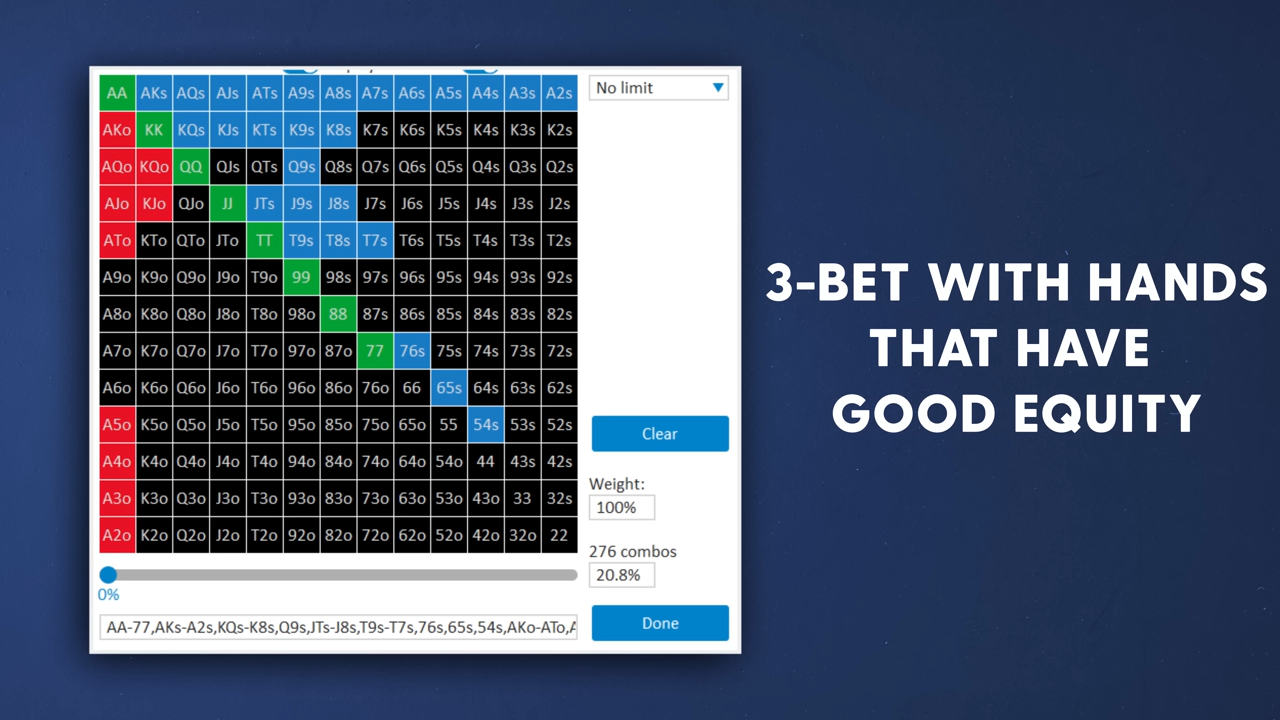 AA AKs AQs AJs ATs A9s A8s A7s A6s A5s A4s A3s A2s
AKo KK KQs KJs KTs K9s K8s K7s K6s K5s K4s K3s K2s
AQo KQo QQ QJs QTs Q9s Q8s Q7s Q6s Q5s Q4s Q3s Q2s
AJo KJo QJo JJ JTs J9s J8s J7s J6s J5s J4s J3s J2s
ATo KTo QTo JTo TT T9s T8s T7s T6s T5s T4s T3s T2s
A9o K9o Q9o J9o T9o 99 98s 97s 96s 95s 94s 93s 92s
A8o K8o Q8o J8o T8o 98o 88 87s 86s 85s 84s 83s 82s
A7o K7o Q7o J7o T7o 97o 87o 77 76s 75s 74s 73s 72s
A6o K6o Q6o J6o T6o 96o 86o 76o 66 65s 64s 63s 62s
A5o K5o Q5o J5o T5o 95o 85o 75o 65o 55 54s 53s 52s
A4o K4o Q4o J4o T4o 94o 84o 74o 64o 54o 44 43s 42s
A3o K3o Q3o J3o T3o 93o 83o 73o 63o 53o 43o 33 32s
A2o K2o Q2o J2o T2o 92o 82o 72o 62o 52o 42o 32o 22
0%
AA-77,AKs-A2s,KQs-K8s,Q9s,JTs-J8s,T9s-T7s,76s,65s,54s,AKo-ATo,
No limit
Clear
Weight:
100%
276 combos
20.8%
Done
3-BET WITH HANDS
THAT HAVE
GOOD EQUITY